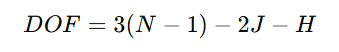 DOF = 3(N − 1) − 2J − H